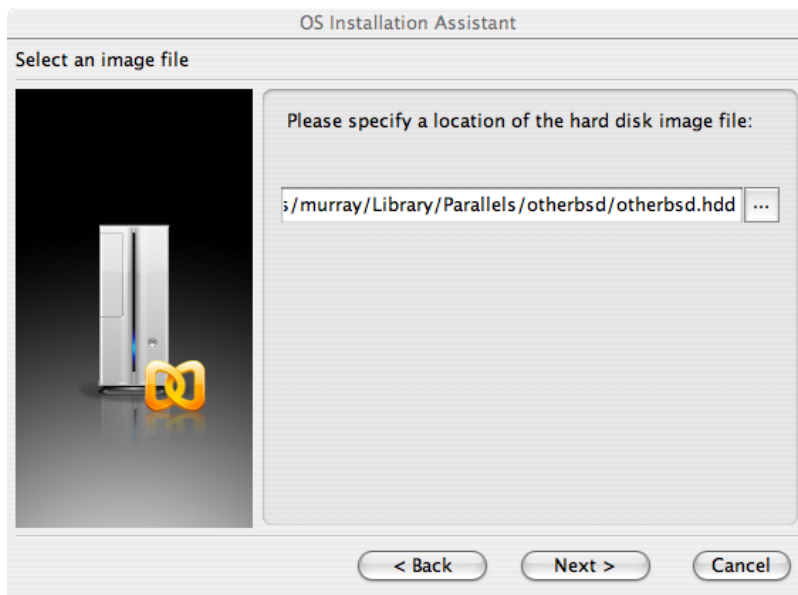 OS Installation Assistant
Select an image file
Please specify a location of the hard disk image file:
s/murray/Library/Parallels/otherbsd/otherbsd.hdd ...
< Back Next > Cancel